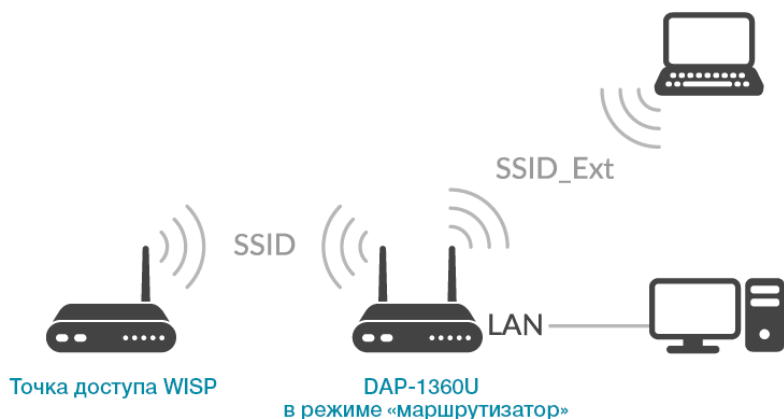 SSID_Ext
SSID
LAN
Точка доступа WISP
DAP-1360U
в режиме «маршрутизатор»